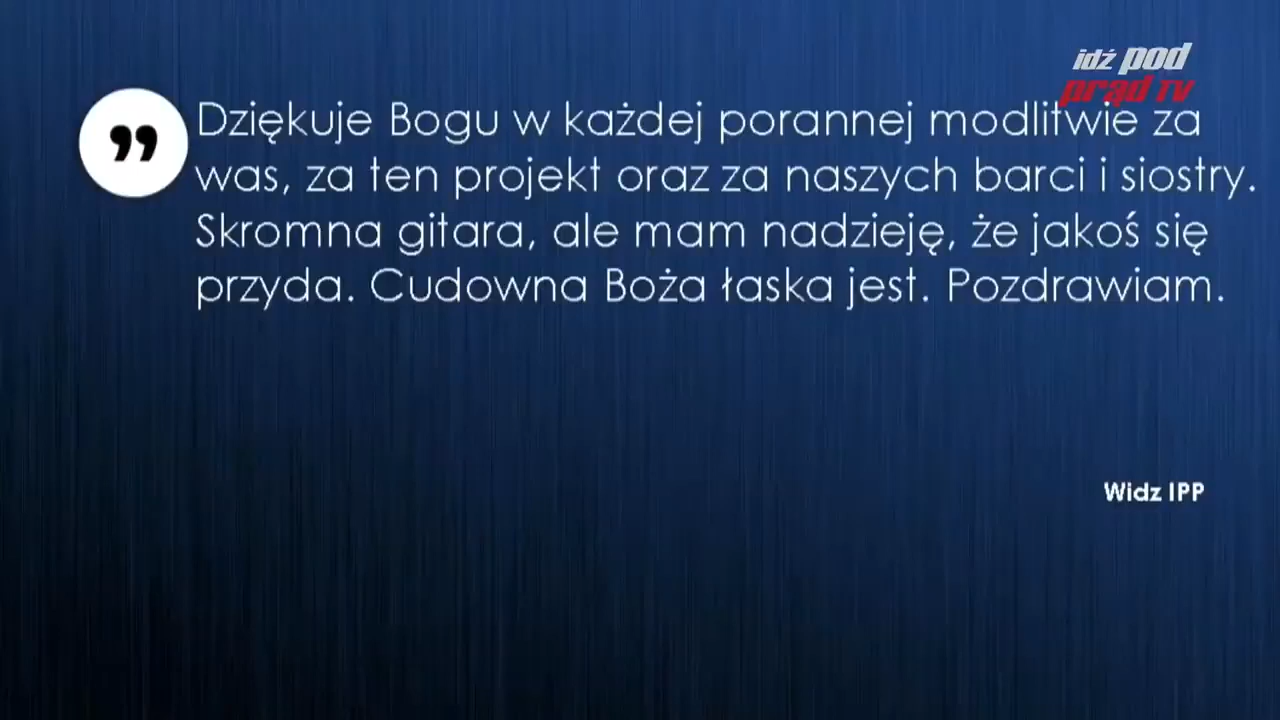 idź pod
prąd TV
” Dziękuje Bogu w każdej porannej modlitwie za
was, za ten projekt oraz za naszych barci i siostry.
Skromna gitara, ale mam nadzieję, że jakoś się
przyda. Cudowna Boża łaska jest. Pozdrawiam.
Widz IPP